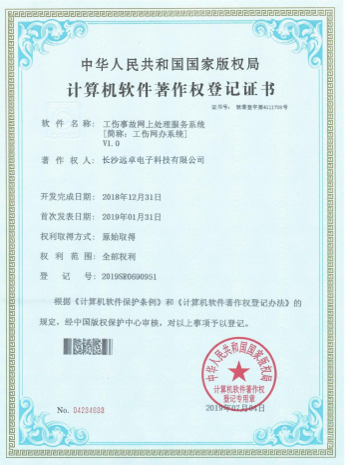 中华人民共和国国家版权局
计算机软件著作权登记证书
证书号： 软著登字第4111708号
软件名称： 工伤事故网上处理服务系统
[简称：工伤网办系统]
V1.0
著作权人： 长沙远卓电子科技有限公司
开发完成日期： 2018年12月31日
首次发表日期： 2019年01月31日
权利取得方式： 原始取得
权利范围： 全部权利
登记号： 2019SR0690951
根据《计算机软件保护条例》和《计算机软件著作权登记办法》的
规定，经中国版权保护中心审核，对以上事项予以登记。
中华人民共和国国家版权局
计算机软件著作权
登记专用章
No. 04234633
2019年07月04日